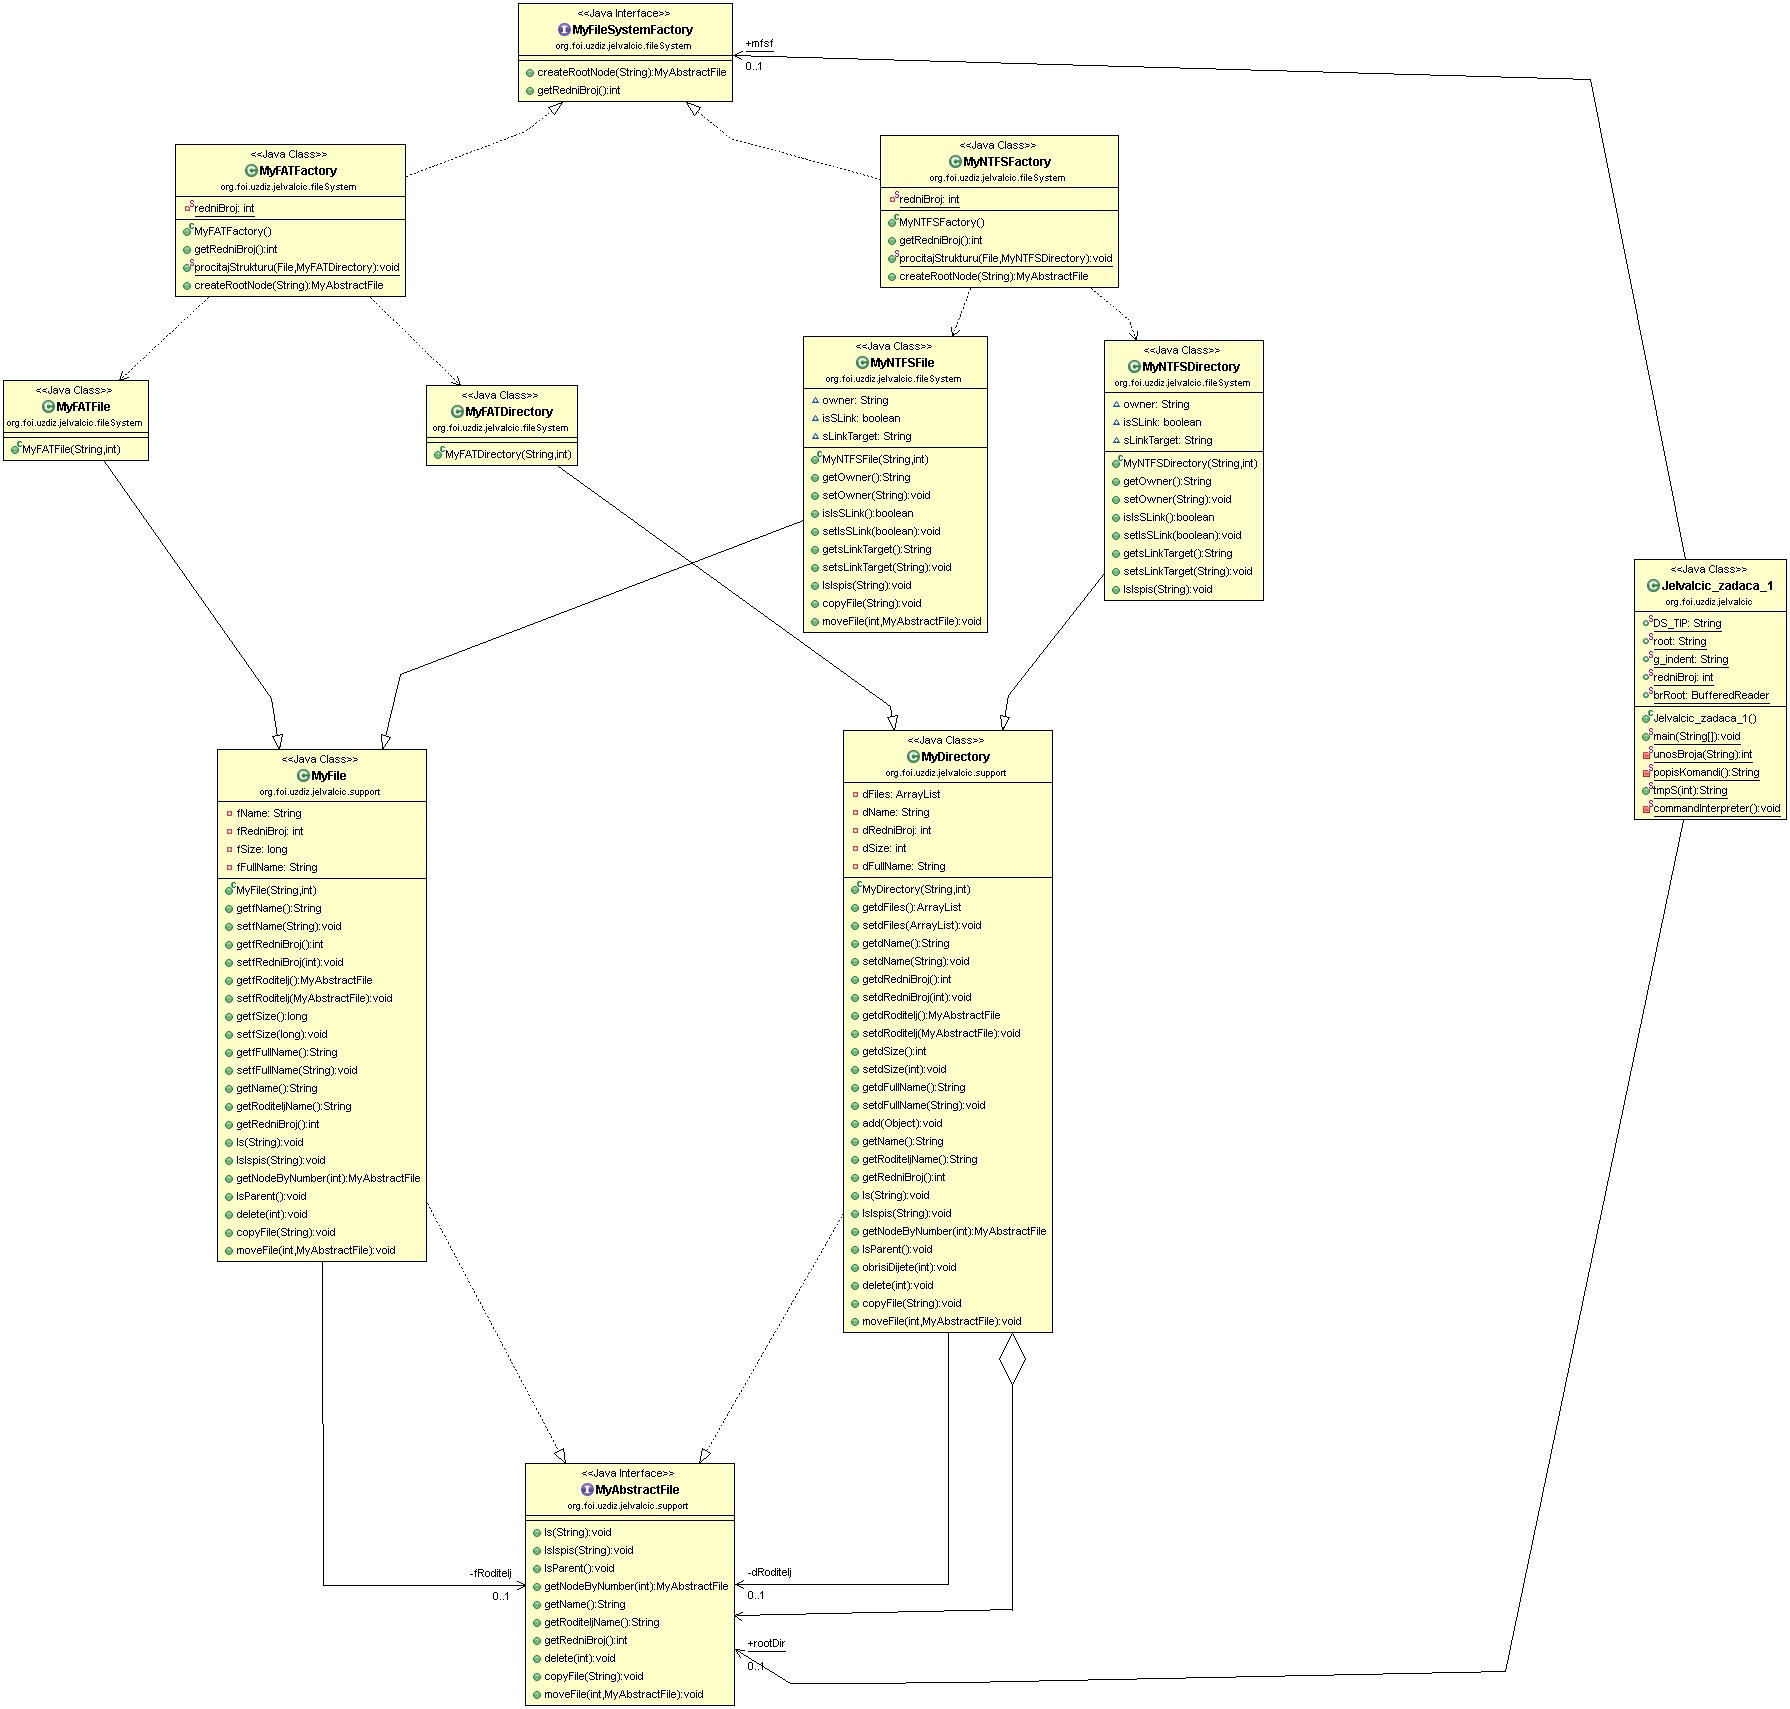 <<Java Interface>>
MyFileSystemFactory
org.foi.uzdiz.jelvalcic.fileSystem
createRootNode(String):MyAbstractFile
getRedniBroj():int
+mfsf
0..1
<<Java Class>>
MyFATFactory
org.foi.uzdiz.jelvalcic.fileSystem
redniBroj: int
MyFATFactory()
getRedniBroj():int
procitajStrukturu(File,MyFATDirectory):void
createRootNode(String):MyAbstractFile
<<Java Class>>
MyNTFSFactory
org.foi.uzdiz.jelvalcic.fileSystem
redniBroj: int
MyNTFSFactory()
getRedniBroj():int
procitajStrukturu(File,MyNTFSDirectory):void
createRootNode(String):MyAbstractFile
<<Java Class>>
MyFATFile
org.foi.uzdiz.jelvalcic.fileSystem
MyFATFile(String,int)
<<Java Class>>
MyFATDirectory
org.foi.uzdiz.jelvalcic.fileSystem
MyFATDirectory(String,int)
<<Java Class>>
MyNTFSFile
org.foi.uzdiz.jelvalcic.fileSystem
owner: String
isSLink: boolean
sLinkTarget: String
MyNTFSFile(String,int)
getOwner():String
setOwner(String):void
isIsSLink():boolean
setIsSLink(boolean):void
getsLinkTarget():String
setsLinkTarget(String):void
lsIspis(String):void
copyFile(String):void
moveFile(int,MyAbstractFile):void
<<Java Class>>
MyNTFSDirectory
org.foi.uzdiz.jelvalcic.fileSystem
owner: String
isSLink: boolean
sLinkTarget: String
MyNTFSDirectory(String,int)
getOwner():String
setOwner(String):void
isIsSLink():boolean
setIsSLink(boolean):void
getsLinkTarget():String
setsLinkTarget(String):void
lsIspis(String):void
<<Java Class>>
Jelvalcic_zadaca_1
org.foi.uzdiz.jelvalcic
DS_TIP: String
root: String
g_indent: String
redniBroj: int
brRoot: BufferedReader
Jelvalcic_zadaca_1()
main(String[]):void
unosBroja(String):int
popisKomandi():String
tmpS(int):String
commandInterpreter():void
<<Java Class>>
MyFile
org.foi.uzdiz.jelvalcic.support
fName: String
fRedniBroj: int
fSize: long
fFullName: String
MyFile(String,int)
getfName():String
setfName(String):void
getfRedniBroj():int
setfRedniBroj(int):void
getfRoditelj():MyAbstractFile
setfRoditelj(MyAbstractFile):void
getfSize():long
setfSize(long):void
getfFullName():String
setfFullName(String):void
getName():String
getRoditeljName():String
getRedniBroj():int
ls(String):void
lsIspis(String):void
getNodeByNumber(int):MyAbstractFile
lsParent():void
delete(int):void
copyFile(String):void
moveFile(int,MyAbstractFile):void
<<Java Class>>
MyDirectory
org.foi.uzdiz.jelvalcic.support
dFiles: ArrayList
dName: String
dRedniBroj: int
dSize: int
dFullName: String
MyDirectory(String,int)
getdFiles():ArrayList
setdFiles(ArrayList):void
getdName():String
setdName(String):void
getdRedniBroj():int
setdRedniBroj(int):void
getdRoditelj():MyAbstractFile
setdRoditelj(MyAbstractFile):void
getdSize():int
setdSize(int):void
getdFullName():String
setdFullName(String):void
add(Object):void
getName():String
getRoditeljName():String
getRedniBroj():int
ls(String):void
lsIspis(String):void
getNodeByNumber(int):MyAbstractFile
lsParent():void
obrisiDijete(int):void
delete(int):void
copyFile(String):void
moveFile(int,MyAbstractFile):void
<<Java Interface>>
MyAbstractFile
org.foi.uzdiz.jelvalcic.support
ls(String):void
lsIspis(String):void
lsParent():void
getNodeByNumber(int):MyAbstractFile
getName():String
getRoditeljName():String
getRedniBroj():int
delete(int):void
copyFile(String):void
moveFile(int,MyAbstractFile):void
-fRoditelj
0..1
-dRoditelj
0..1
+rootDir
0..1